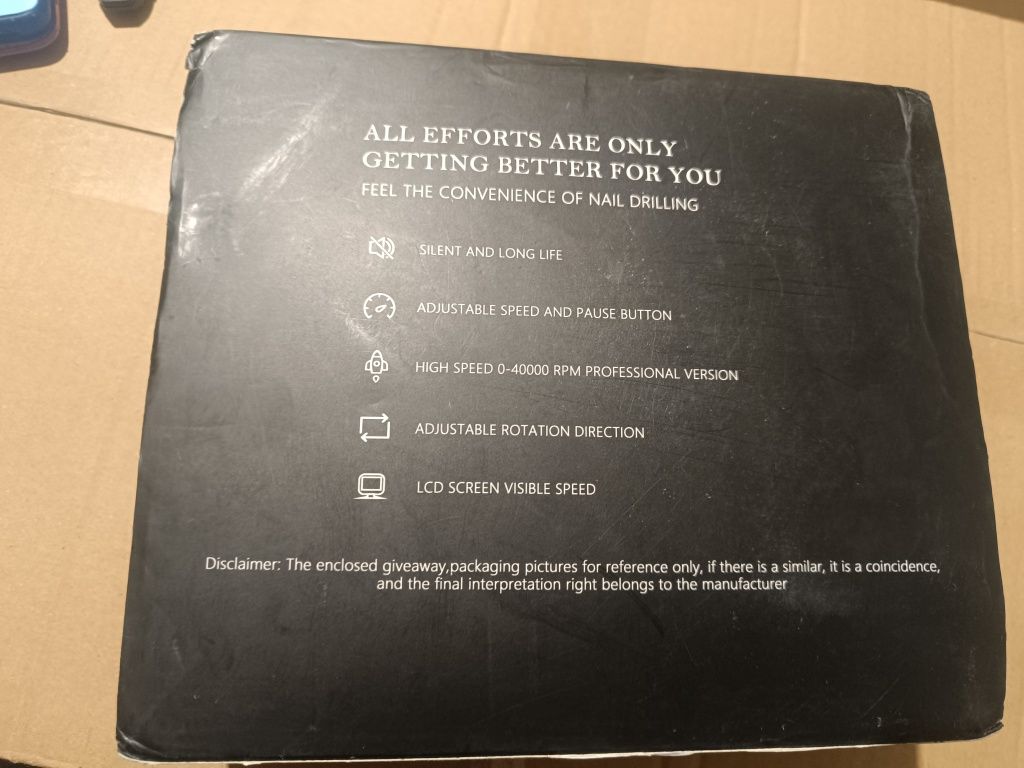 ALL EFFORTS ARE ONLY
GETTING BETTER FOR YOU
FEEL THE CONVENIENCE OF NAIL DRILLING
SILENT AND LONG LIFE
ADJUSTABLE SPEED AND PAUSE BUTTON
HIGH SPEED 0-40000 RPM PROFESSIONAL VERSION
ADJUSTABLE ROTATION DIRECTION
LCD SCREEN VISIBLE SPEED
Disclaimer: The enclosed giveaway,packaging pictures for reference only, if there is a similar, it is a coincidence,
and the final interpretation right belongs to the manufacturer